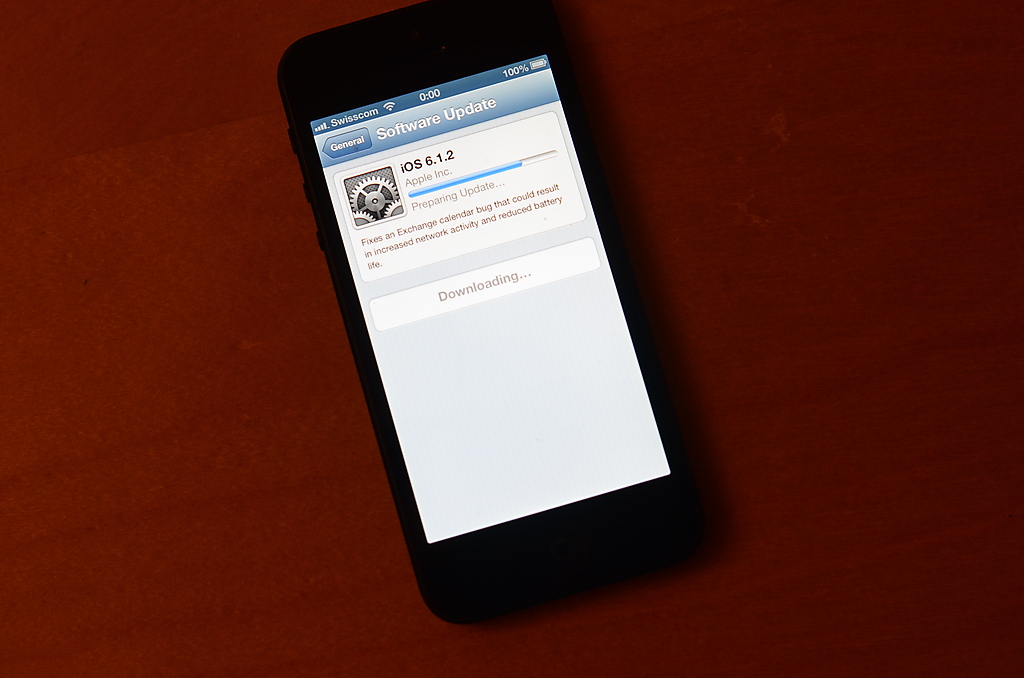 Swisscom 0:00 100%
General Software Update
iOS 6.1.2
Apple Inc.
Preparing Update...
Fixes an Exchange calendar bug that could result
in increased network activity and reduced battery
life.
Downloading...